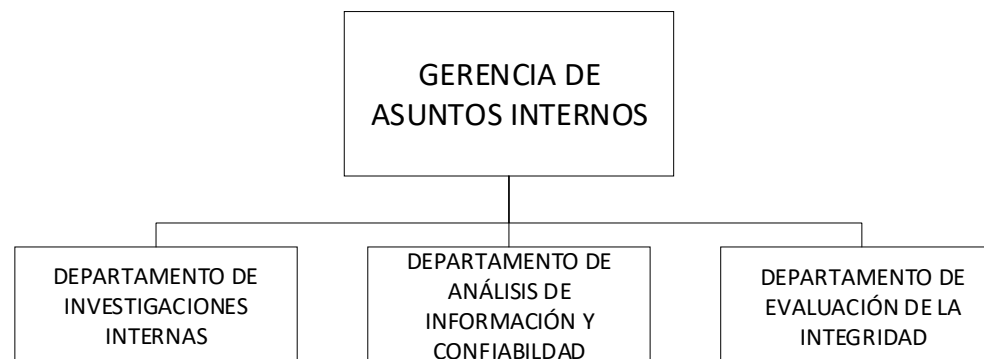 GERENCIA DE
ASUNTOS INTERNOS
DEPARTAMENTO DE
INVESTIGACIONES
INTERNAS
DEPARTAMENTO DE
ANÁLISIS DE
INFORMACIÓN Y
CONFIABILDAD
DEPARTAMENTO DE
EVALUACIÓN DE LA
INTEGRIDAD